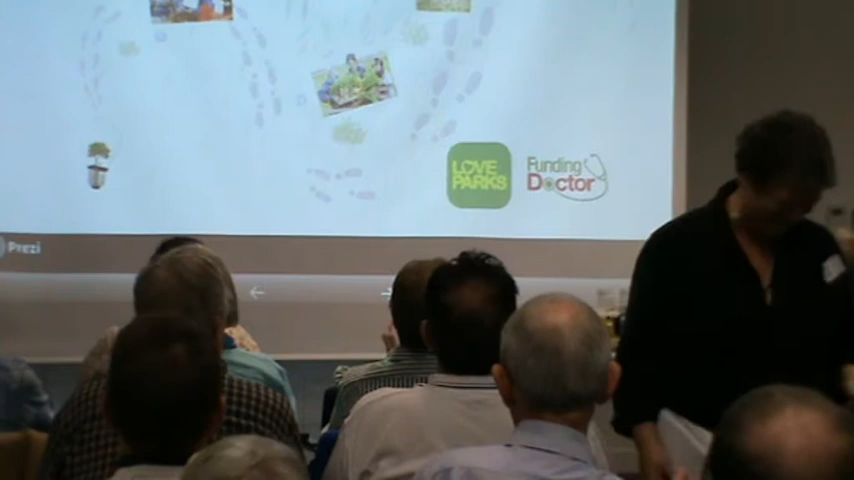 LOVE
PARKS
Funding
Doctor
Prezi